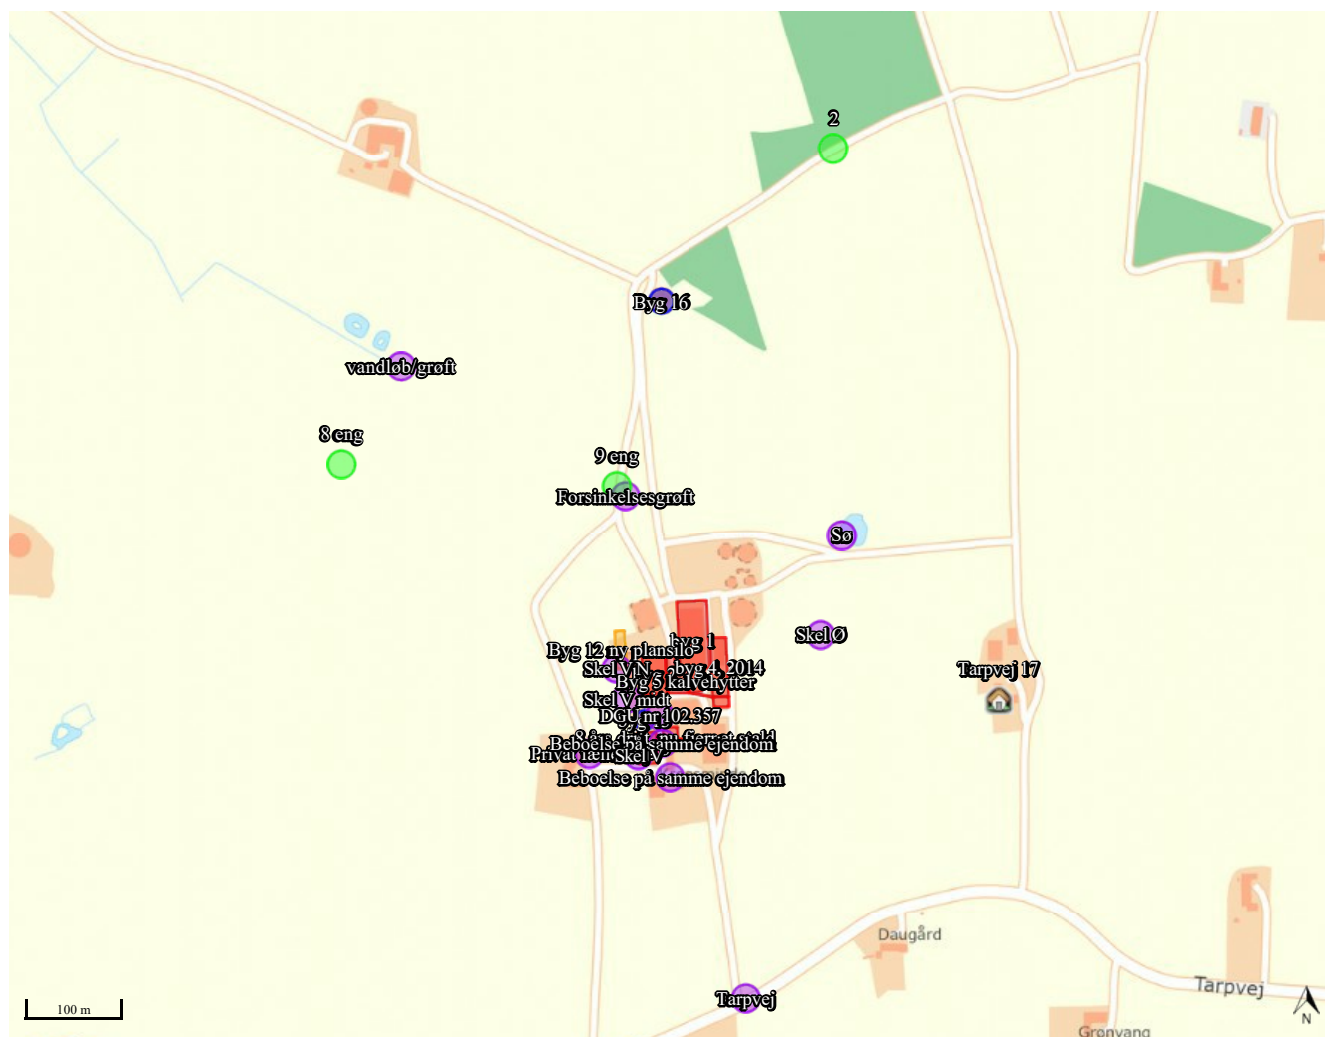 2
Byg 16
vandløb/grøft
8 eng
9 eng
Forsinkelsesgrøft
Sø
Skel Ø
byg 1
Byg 12 ny plansilo
Skel V N
byg 4, 2014
Tarpvej 17
Byg 5 kalvehytter
Skel V midt
DGU nr 102.357
Beboelse på samme ejendom
Skel V
Beboelse på samme ejendom
Daugård
Tarpvej
Tarpvej
100 m
N
Grønvang